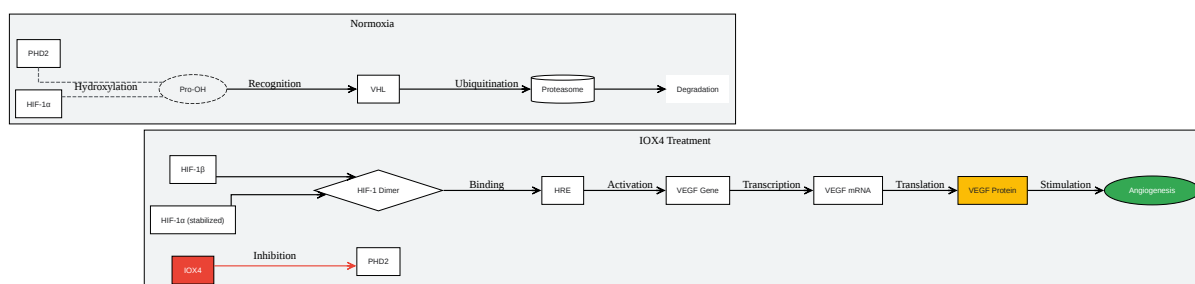 Normoxia
PHD2
Hydroxylation
Pro-OH
Recognition
VHL
Ubiquitination
Proteasome
Degradation
HIF-1α
IOX4 Treatment
HIF-1β
HIF-1 Dimer
Binding
HRE
Activation
VEGF Gene
Transcription
VEGF mRNA
Translation
VEGF Protein
Stimulation
Angiogenesis
HIF-1α (stabilized)
Inhibition
IOX4
PHD2